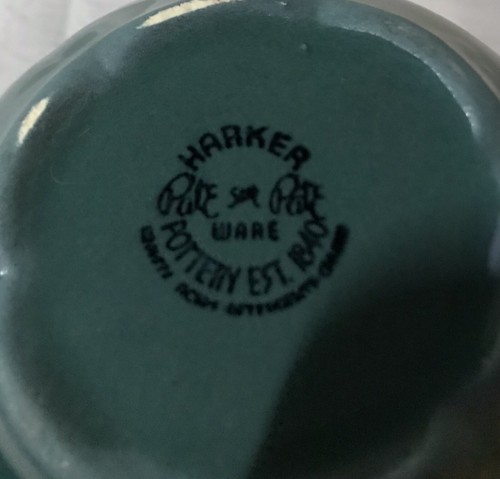 HARKER
Pate sur Pate
WARE
POTTERY EST. 1840